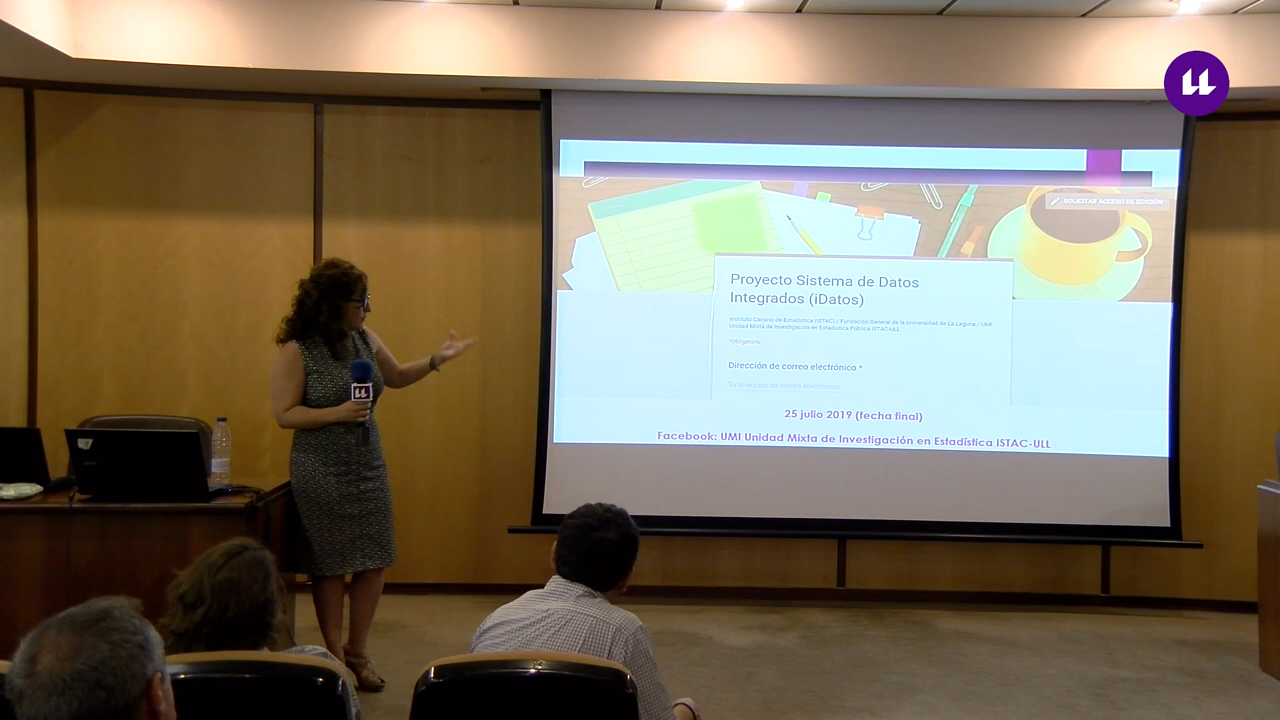 SOLICITAR ACCESO DE EDICIÓN
Proyecto Sistema de Datos
Integrados (iDatos)
Instituto Canario de Estadística (ISTAC) / Fundación General de la Universidad de La Laguna / UMI
Unidad Mixta de Investigación en Estadística Pública ISTAC-ULL
*Obligatorio
Dirección de correo electrónico *
Tu dirección de correo electrónico
25 julio 2019 (fecha final)
Facebook: UMI Unidad Mixta de Investigación en Estadística ISTAC-ULL